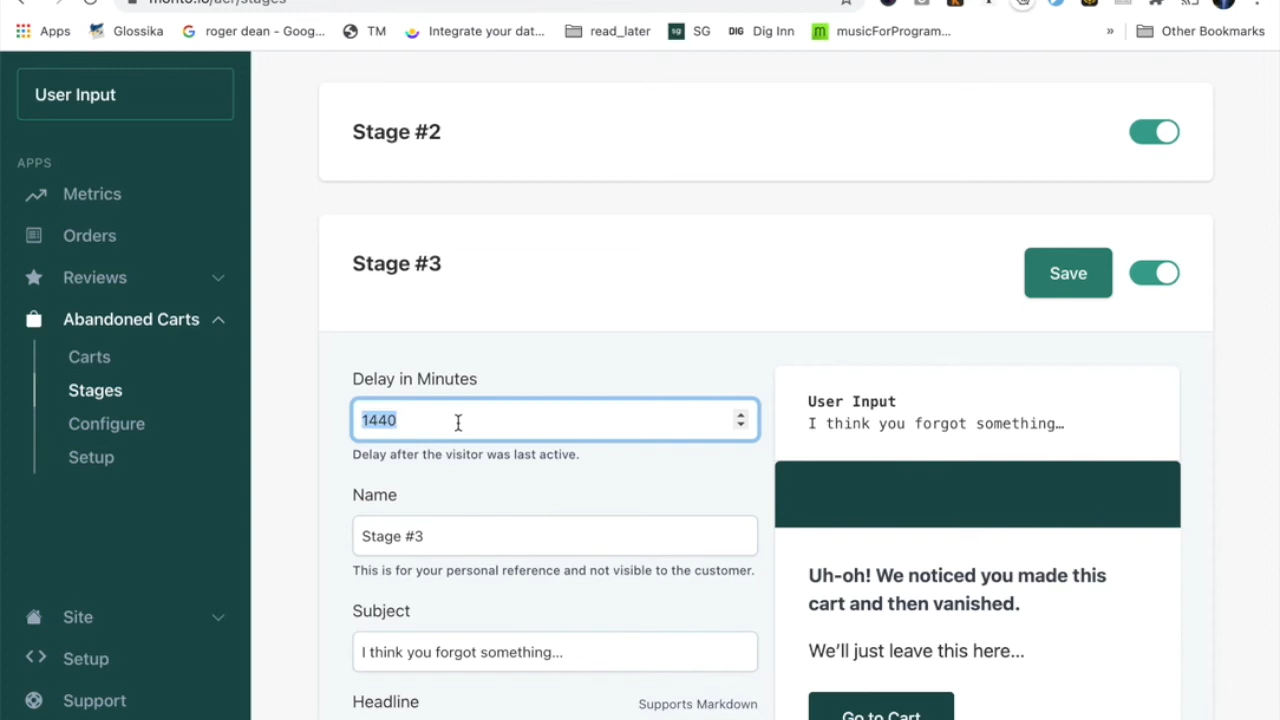 Apps
Glossika
roger dean - Goog...
TM
Integrate your dat...
read_later
sg
SG
DIG
Dig Inn
m
musicForProgram...
»
Other Bookmarks
User Input
APPS
Metrics
Orders
Reviews
Abandoned Carts
Carts
Stages
Configure
Setup
Site
Setup
Support
Stage #2
Stage #3
Save
Delay in Minutes
1440
Delay after the visitor was last active.
Name
Stage #3
This is for your personal reference and not visible to the customer.
Subject
I think you forgot something...
Headline
Supports Markdown
User Input
I think you forgot something…
Uh-oh! We noticed you made this
cart and then vanished.
We’ll just leave this here...
Go to Cart